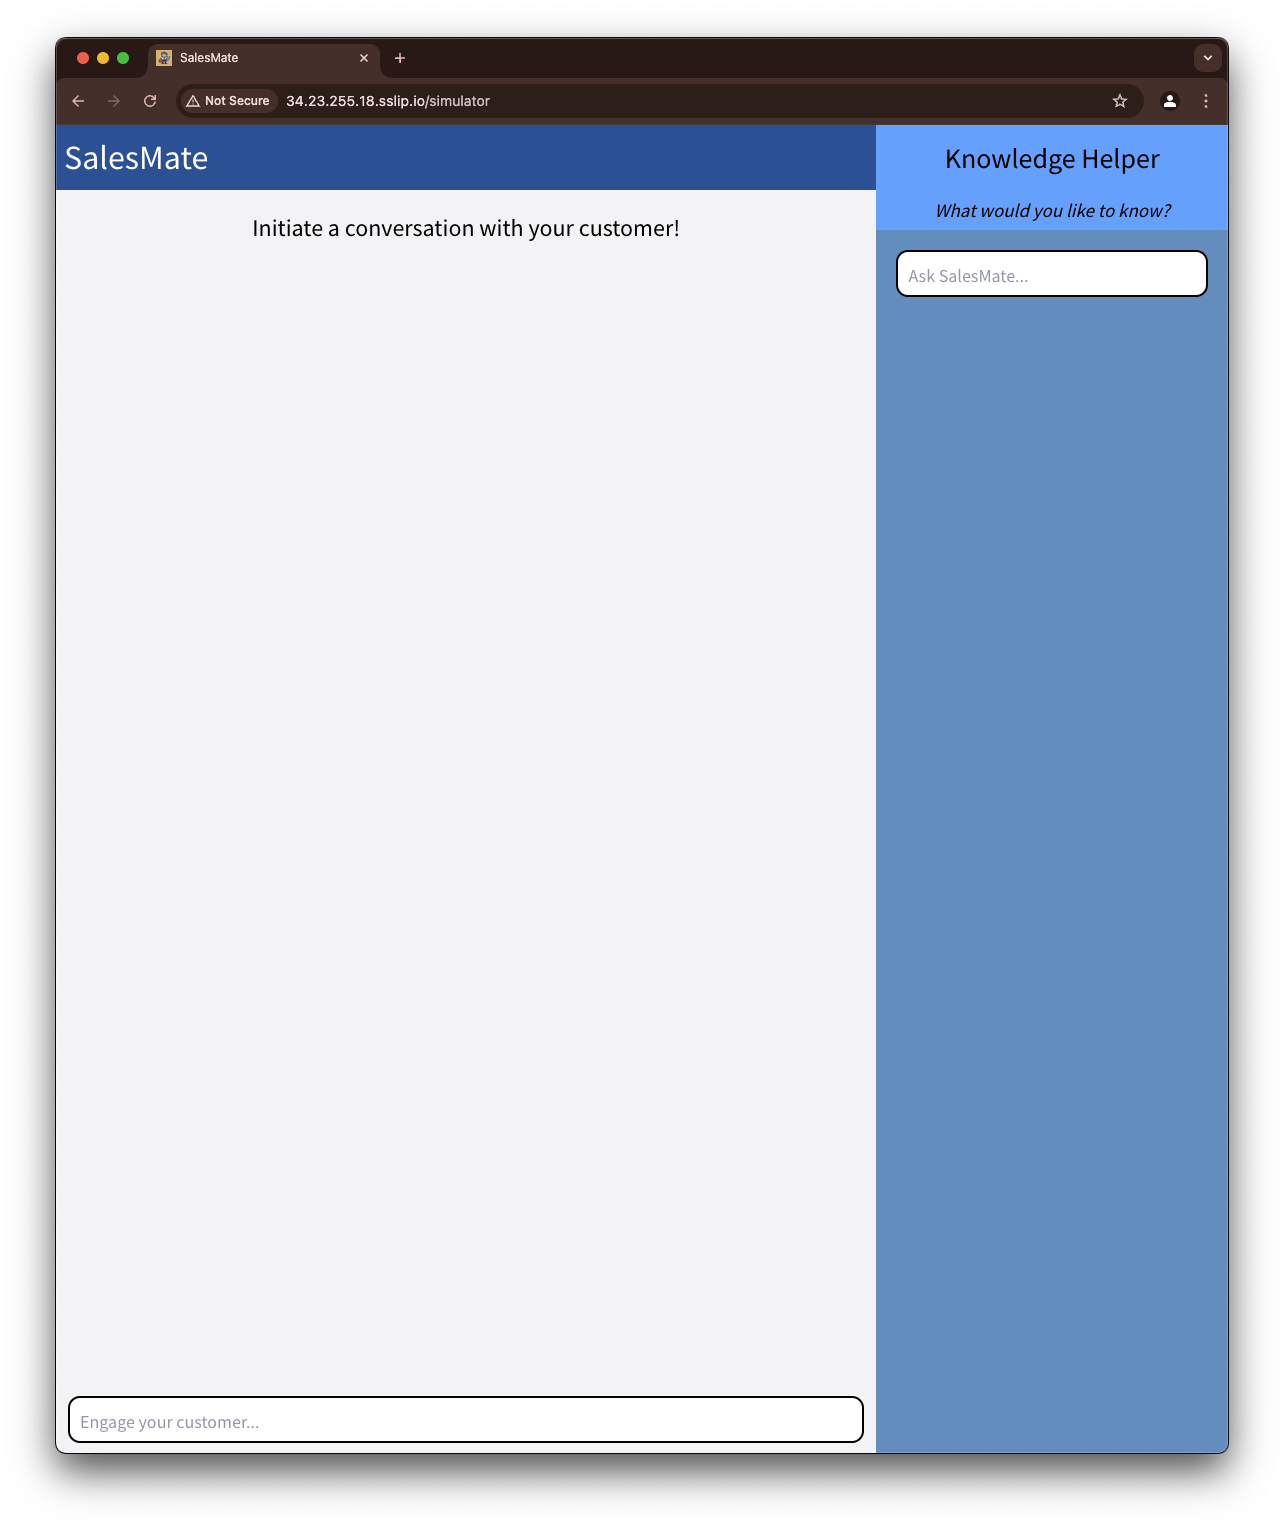 SalesMate
Not Secure
34.23.255.18.sslip.io/simulator
SalesMate
Initiate a conversation with your customer!
Engage your customer...
Knowledge Helper
What would you like to know?
Ask SalesMate...